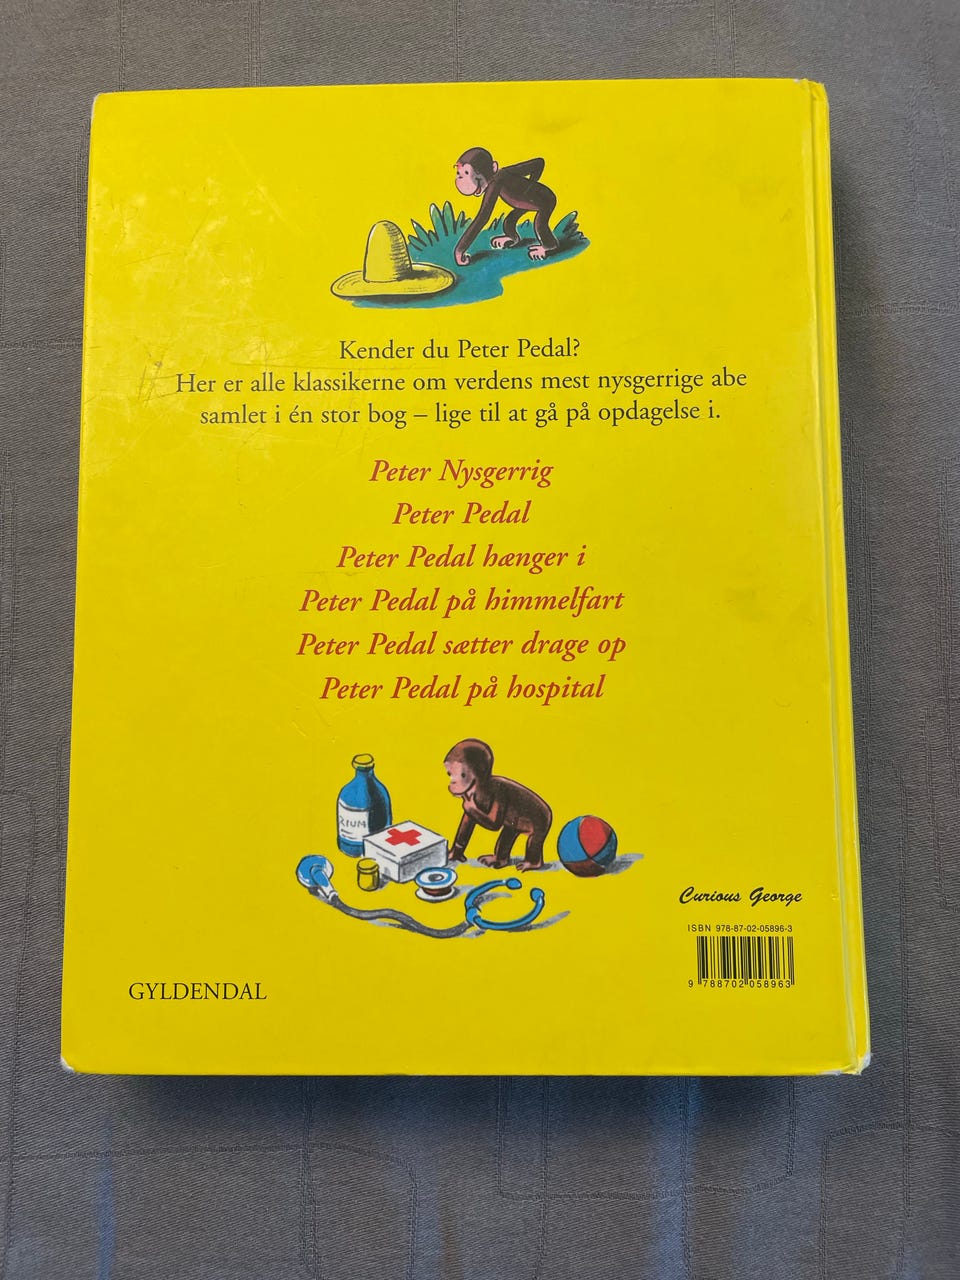 Kender du Peter Pedal?
Her er alle klassikerne om verdens mest nysgerrige abe
samlet i én stor bog – lige til at gå på opdagelse i.
Peter Nysgerrig
Peter Pedal
Peter Pedal hænger i
Peter Pedal på himmelfart
Peter Pedal sætter drage op
Peter Pedal på hospital
RIUM
Curious George
ISBN 978-87-02-05896-3
9 788702 058963
GYLDENDAL